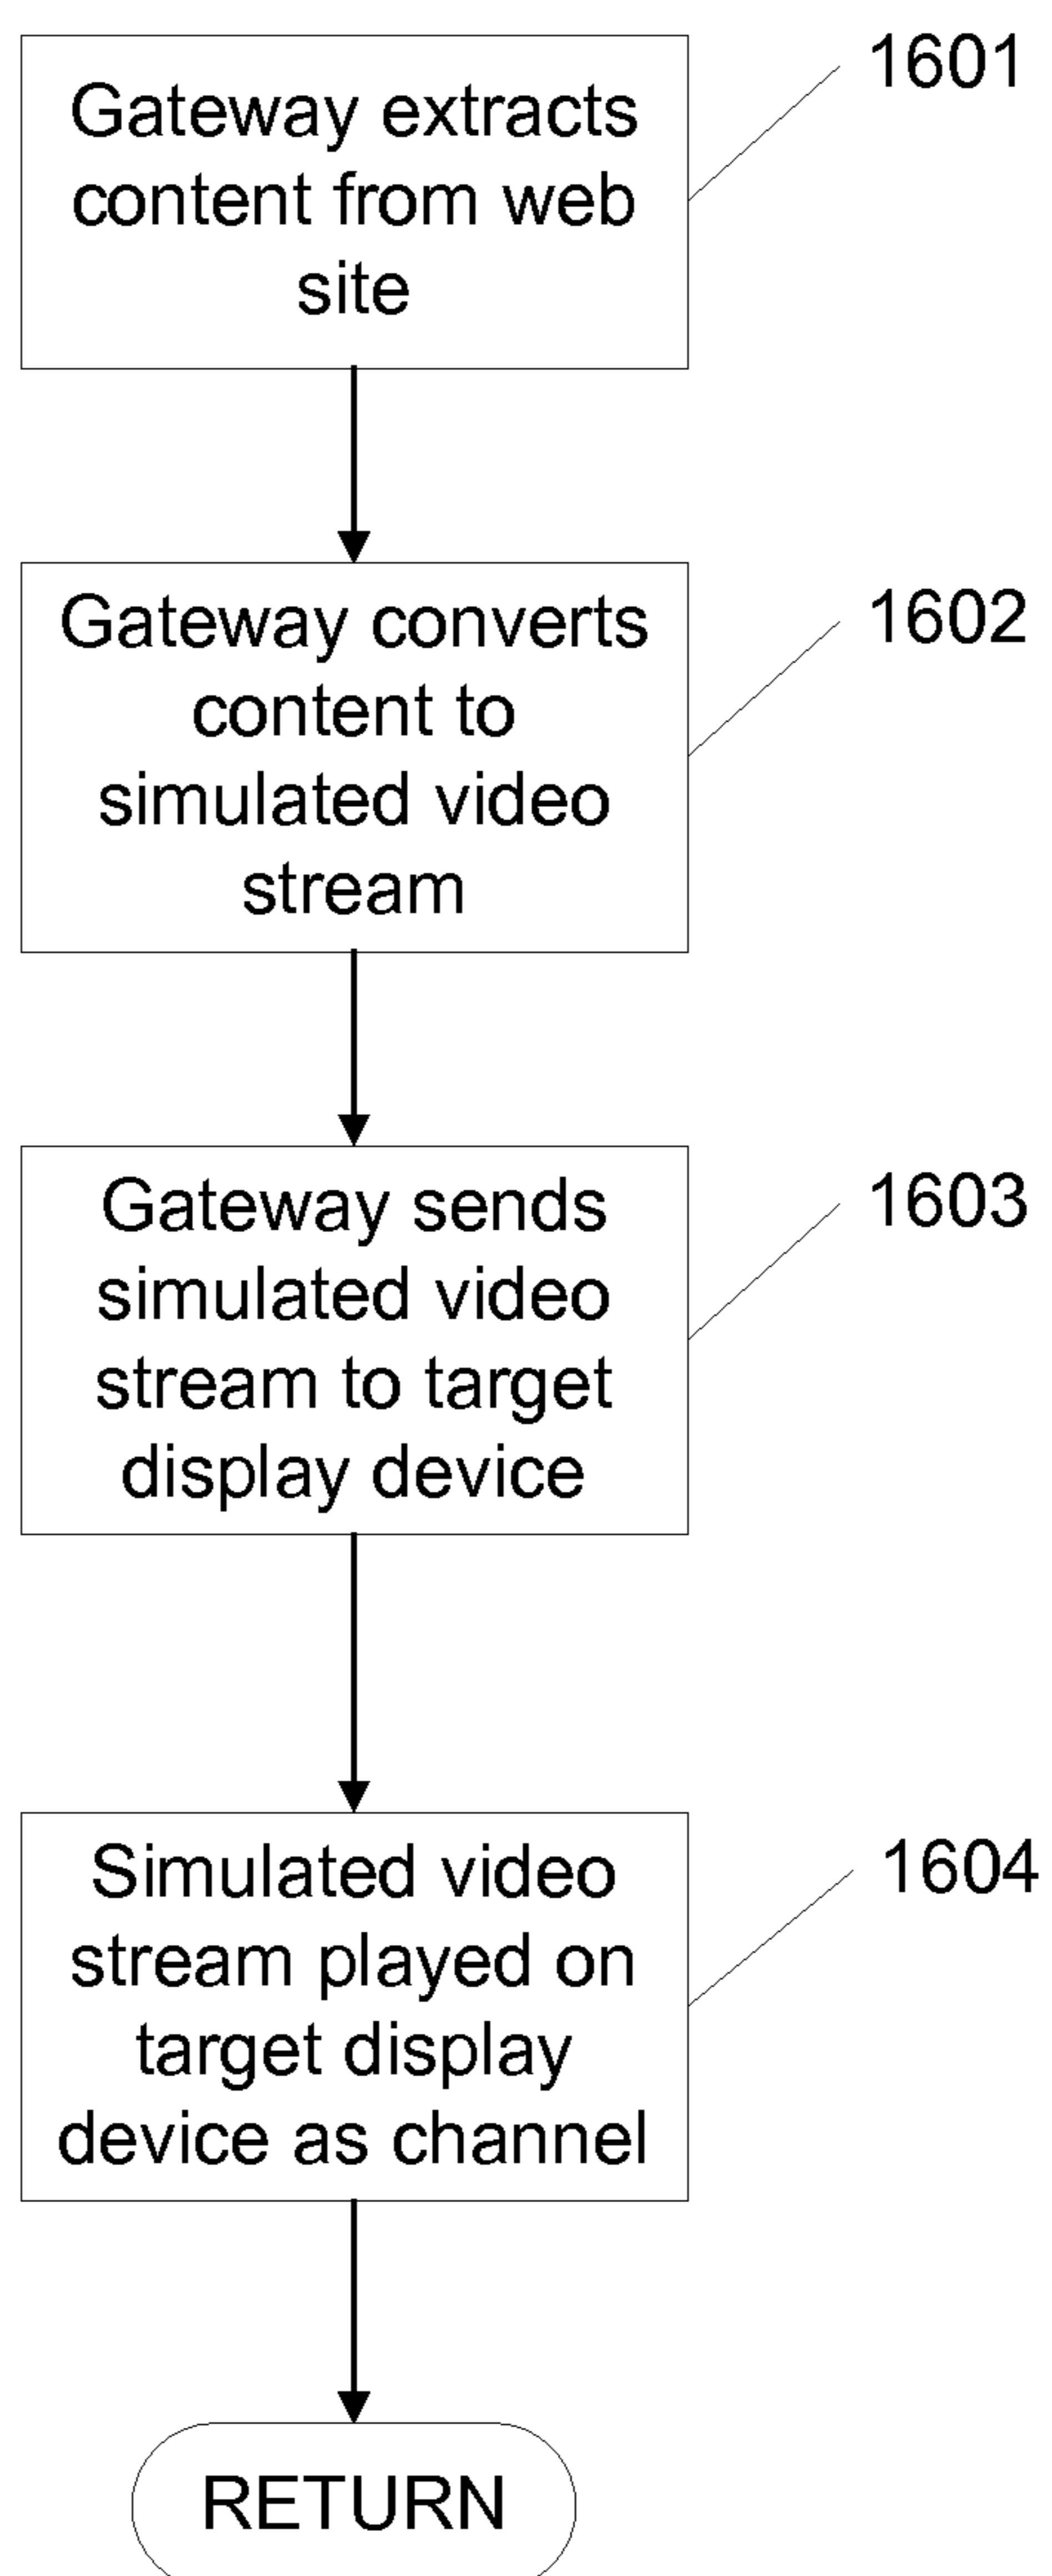 Gateway extracts
content from web
site
1601
Gateway converts
content to
simulated video
stream
1602
Gateway sends
simulated video
stream to target
display device
1603
Simulated video
stream played on
target display
device as channel
1604
RETURN